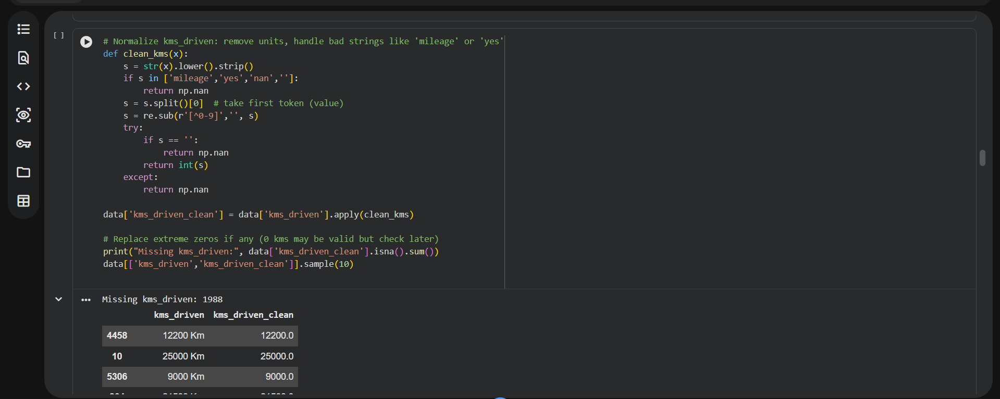 [ ]
# Normalize kms_driven: remove units, handle bad strings like 'mileage' or 'yes'
def clean_kms(x):
    s = str(x).lower().strip()
    if s in ['mileage','yes','nan','']:
        return np.nan
    s = s.split()[0]  # take first token (value)
    s = re.sub(r'[^0-9]','', s)
    try:
        if s == '':
            return np.nan
        return int(s)
    except:
        return np.nan
data['kms_driven_clean'] = data['kms_driven'].apply(clean_kms)
# Replace extreme zeros if any (0 kms may be valid but check later)
print("Missing kms_driven:", data['kms_driven_clean'].isna().sum())
data[['kms_driven','kms_driven_clean']].sample(10)
Missing kms_driven: 1988
kms_driven kms_driven_clean
4458 12200 Km 12200.0
10 25000 Km 25000.0
5306 9000 Km 9000.0